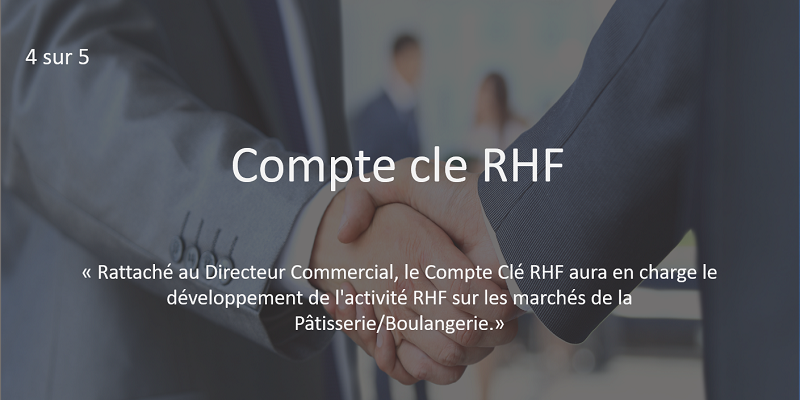 4 sur 5
Compte cle RHF
« Rattaché au Directeur Commercial, le Compte Clé RHF aura en charge le
développement de l'activité RHF sur les marchés de la
Pâtisserie/Boulangerie.»